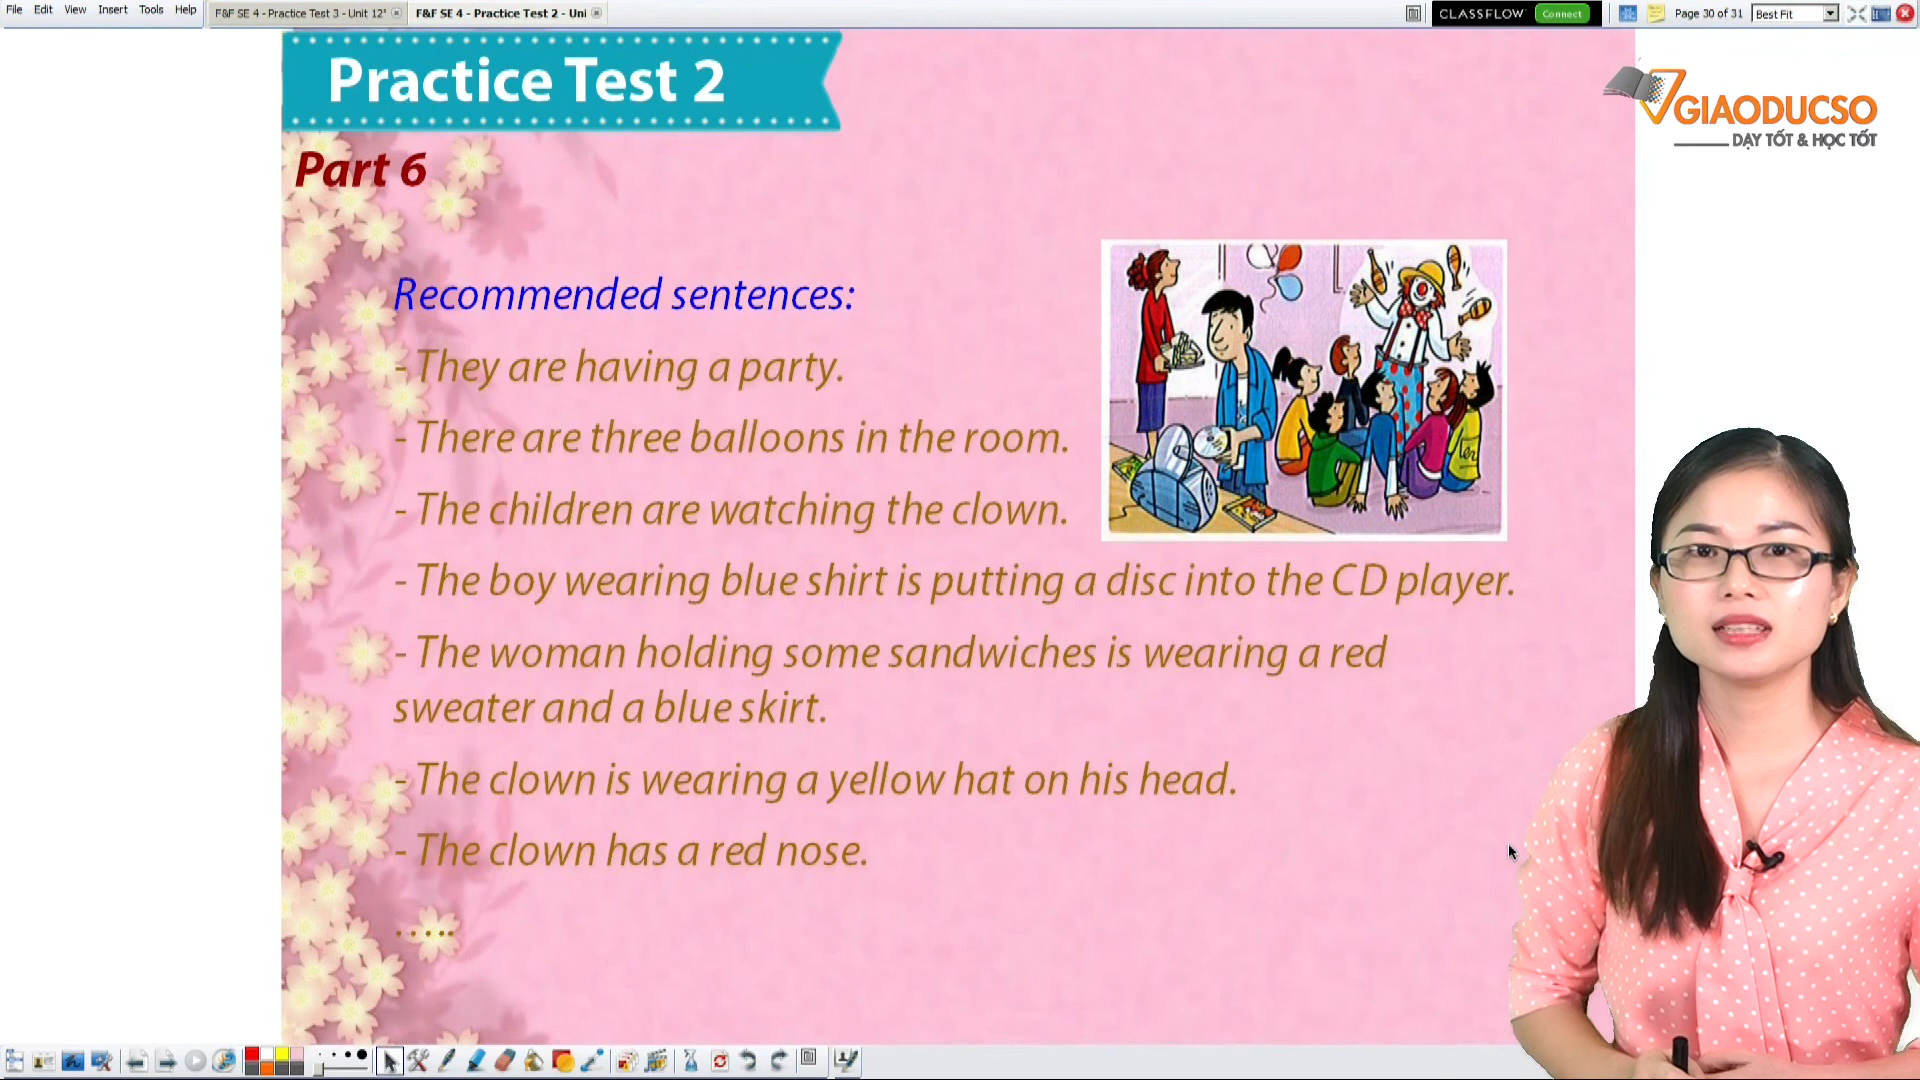 File Edit View Insert Tools Help
F&F SE 4 - Practice Test 3 - Unit 12*
F&F SE 4 - Practice Test 2 - Uni
CLASSFLOW Connect
Page 30 of 31
Best Fit
Practice Test 2
GIAODUCSO
DẠY TỐT & HỌC TỐT
Part 6
Recommended sentences:
- They are having a party.
- There are three balloons in the room.
- The children are watching the clown.
- The boy wearing blue shirt is putting a disc into the CD player.
- The woman holding some sandwiches is wearing a red
sweater and a blue skirt.
- The clown is wearing a yellow hat on his head.
- The clown has a red nose.
.....